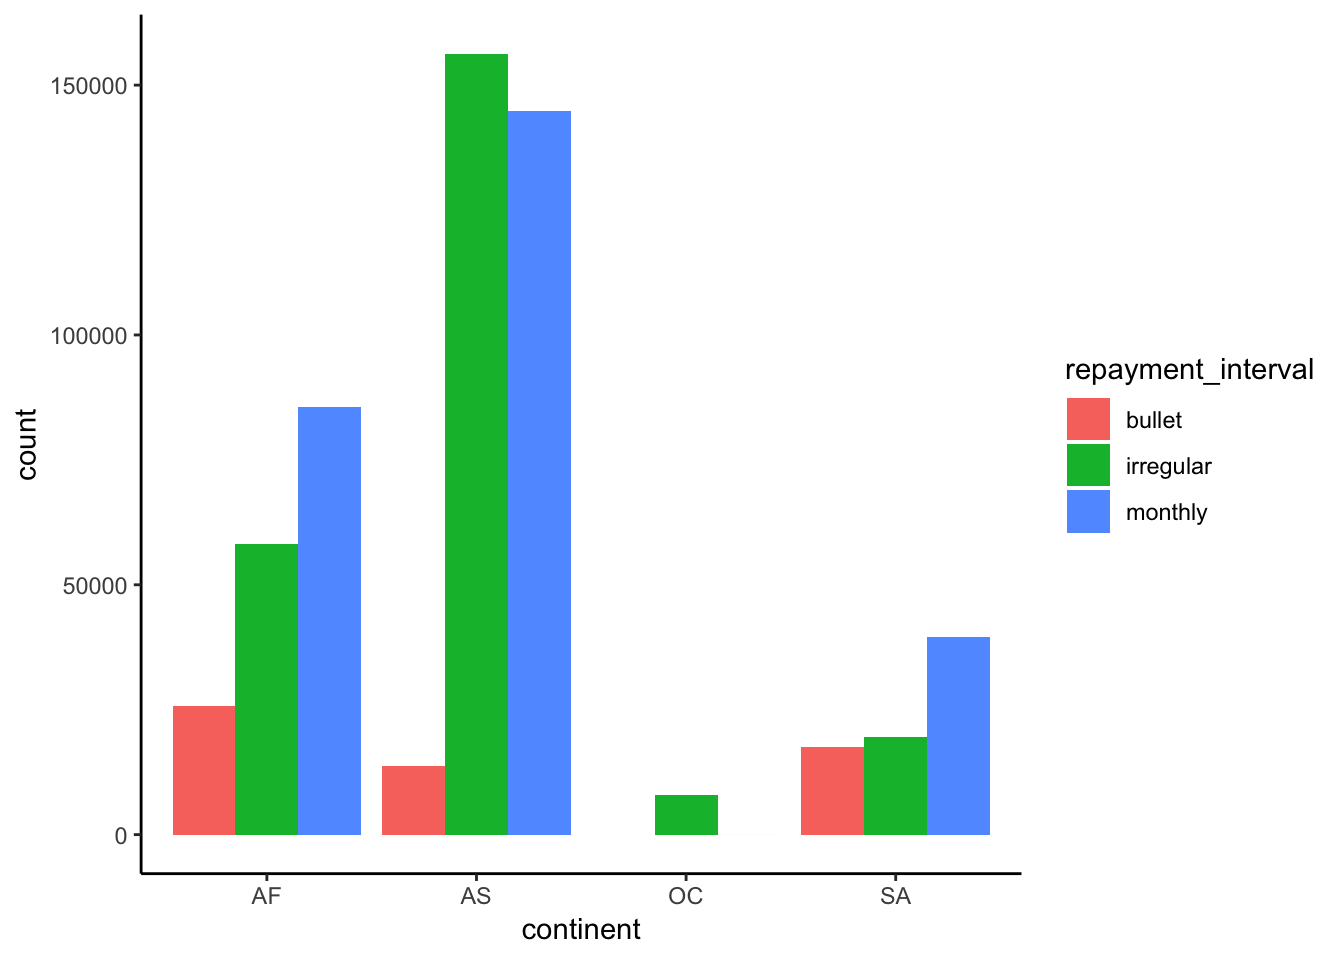 150000
100000
50000
0
count
AF AS OC SA
continent
repayment_interval
bullet
irregular
monthly